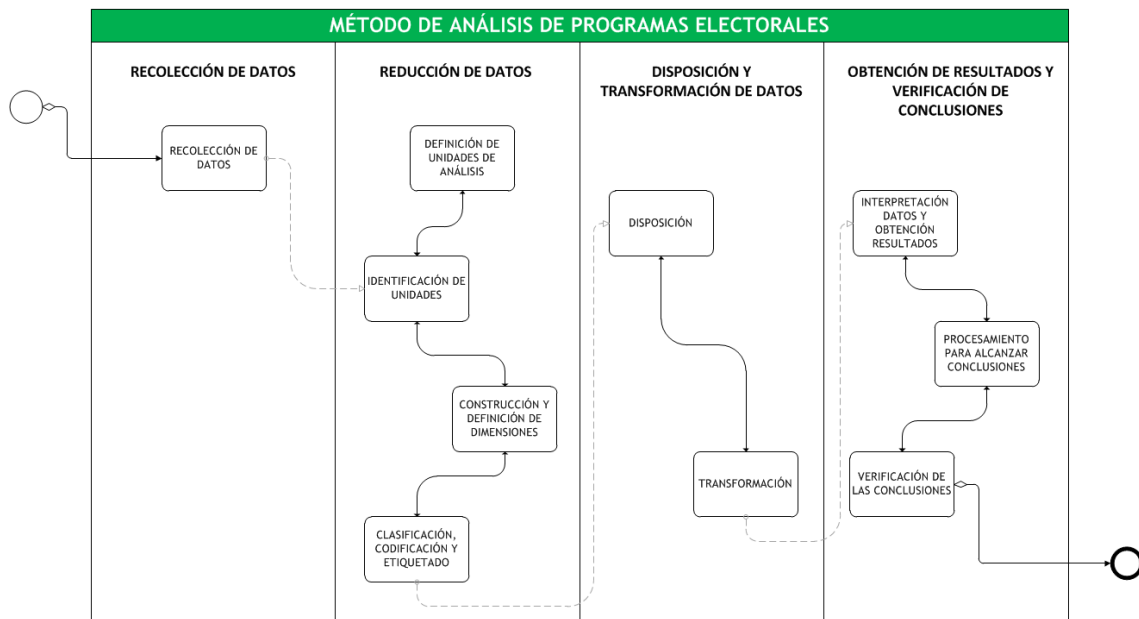 MÉTODO DE ANÁLISIS DE PROGRAMAS ELECTORALES
RECOLECCIÓN DE DATOS
RECOLECCIÓN DE
DATOS
REDUCCIÓN DE DATOS
DEFINICIÓN DE
UNIDADES DE
ANÁLISIS
IDENTIFICACIÓN DE
UNIDADES
CONSTRUCCIÓN Y
DEFINICIÓN DE
DIMENSIONES
CLASIFICACIÓN,
CODIFICACIÓN Y
ETIQUETADO
DISPOSICIÓN Y
TRANSFORMACIÓN DE DATOS
DISPOSICIÓN
TRANSFORMACIÓN
OBTENCIÓN DE RESULTADOS Y
VERIFICACIÓN DE
CONCLUSIONES
INTERPRETACIÓN
DATOS Y
OBTENCIÓN
RESULTADOS
PROCESAMIENTO
PARA ALCANZAR
CONCLUSIONES
VERIFICACIÓN DE
LAS CONCLUSIONES